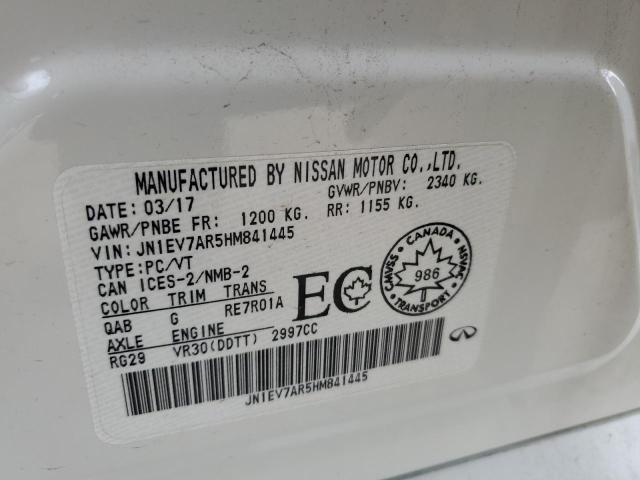 MANUFACTURED BY NISSAN MOTOR CO.,LTD.
DATE: 03/17 GVWR/PNBV: 2340 KG.
GAWR/PNBE FR: 1200 KG. RR: 1155 KG.
VIN: JN1EV7AR5HM841445
TYPE:PC/VT
CAN ICES-2/NMB-2
COLOR TRIM TRANS
QAB G RE7R01A
AXLE ENGINE
RG29 VR30(DDTT) 2997CC
EC
CANADA
CMVSS
NSVAC
986
TRANSPORT
JN1EV7AR5HM841445